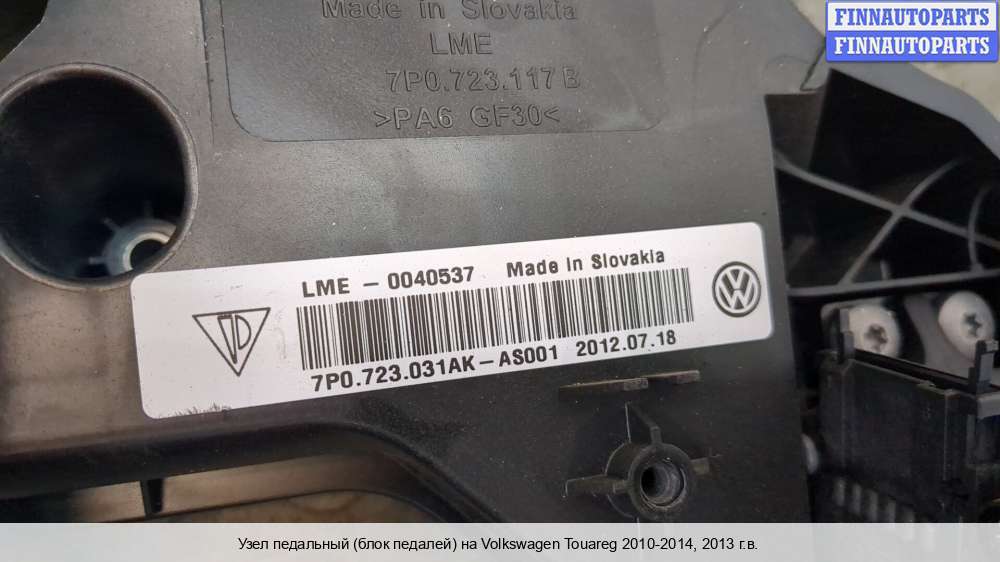 Made in Slovakia
LME
7P0.723.117 B
>PA6 GF30<
FINNAUTOPARTS
FINNAUTOPARTS
LME - 0040537 Made in Slovakia
7P0.723.031AK-AS001 2012.07.18
Узел педальный (блок педалей) на Volkswagen Touareg 2010-2014, 2013 г.в.